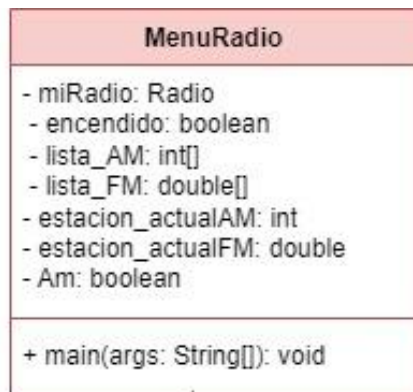 MenuRadio
- miRadio: Radio
- encendido: boolean
- lista_AM: int[]
- lista_FM: double[]
- estacion_actualAM: int
- estacion_actualFM: double
- Am: boolean
+ main(args: String[]): void